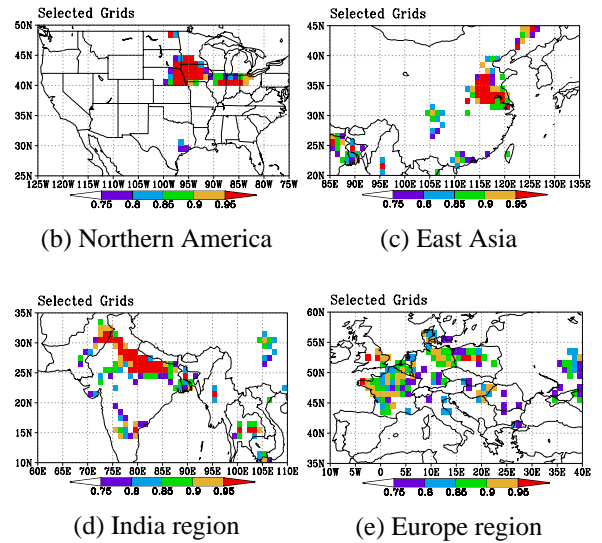 Selected Grids
50N
45N
40N
35N
30N
25N
20N
125W 120W 115W 110W 105W 100W 95W 90W 85W 80W 75W
0.75 0.8 0.85 0.9 0.95
(b) Northern America
Selected Grids
45N
40N
35N
30N
25N
20N
85E 90E 95E 100E 105E 110E 115E 120E 125E 130E 135E
0.75 0.8 0.85 0.9 0.95
(c) East Asia
Selected Grids
35N
30N
25N
20N
15N
10N
60E 65E 70E 75E 80E 85E 90E 95E 100E 105E 110E
0.75 0.8 0.85 0.9 0.95
(d) India region
Selected Grids
60N
55N
50N
45N
40N
35N
10W 5W 0 5E 10E 15E 20E 25E 30E 35E 40E
0.75 0.8 0.85 0.9 0.95
(e) Europe region